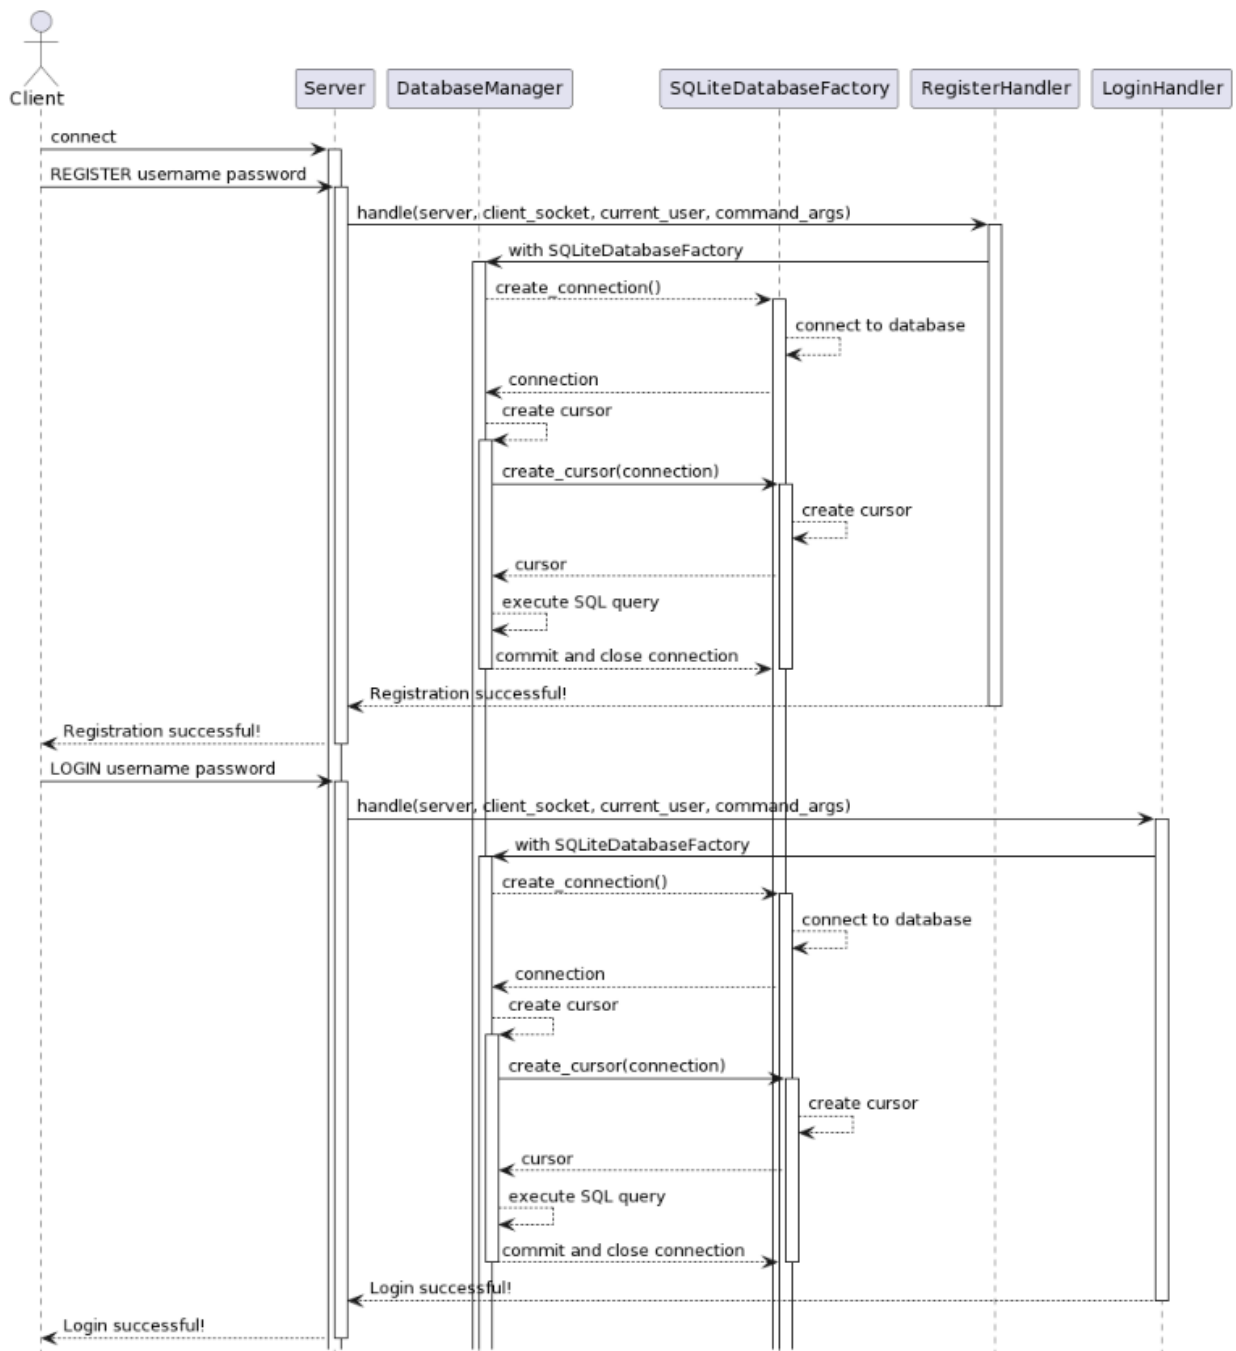 Client
Server
DatabaseManager
SQLiteDatabaseFactory
RegisterHandler
LoginHandler
connect
REGISTER username password
handle(server, client_socket, current_user, command_args)
with SQLiteDatabaseFactory
create_connection()
connect to database
connection
create cursor
create_cursor(connection)
create cursor
cursor
execute SQL query
commit and close connection
Registration successful!
Registration successful!
LOGIN username password
handle(server, client_socket, current_user, command_args)
with SQLiteDatabaseFactory
create_connection()
connect to database
connection
create cursor
create_cursor(connection)
create cursor
cursor
execute SQL query
commit and close connection
Login successful!
Login successful!